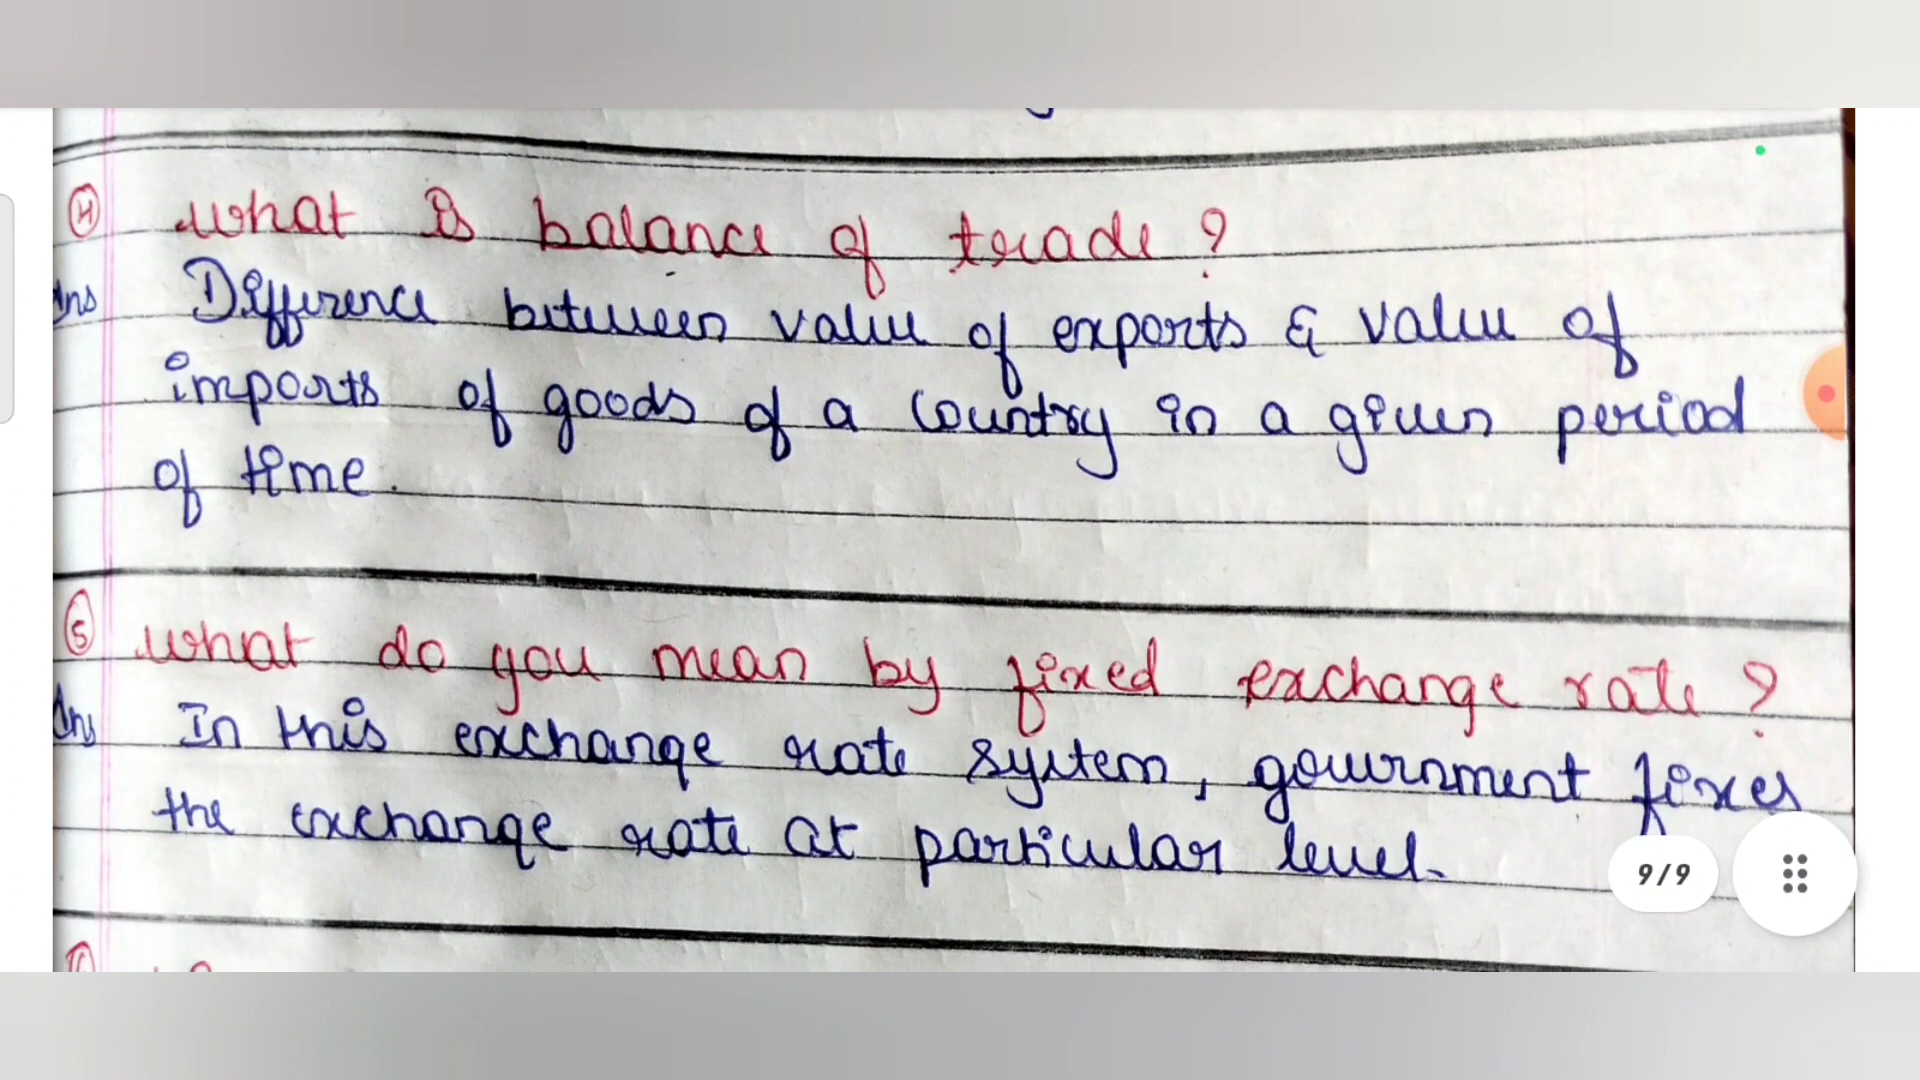 ④ What is balance of trade ?
Ans Difference between value of exports & value of
imports of goods of a country in a given period
of time.
⑤ What do you mean by fixed exchange rate ?
Ans In this exchange rate system, government fixes
the exchange rate at particular level.
9/9